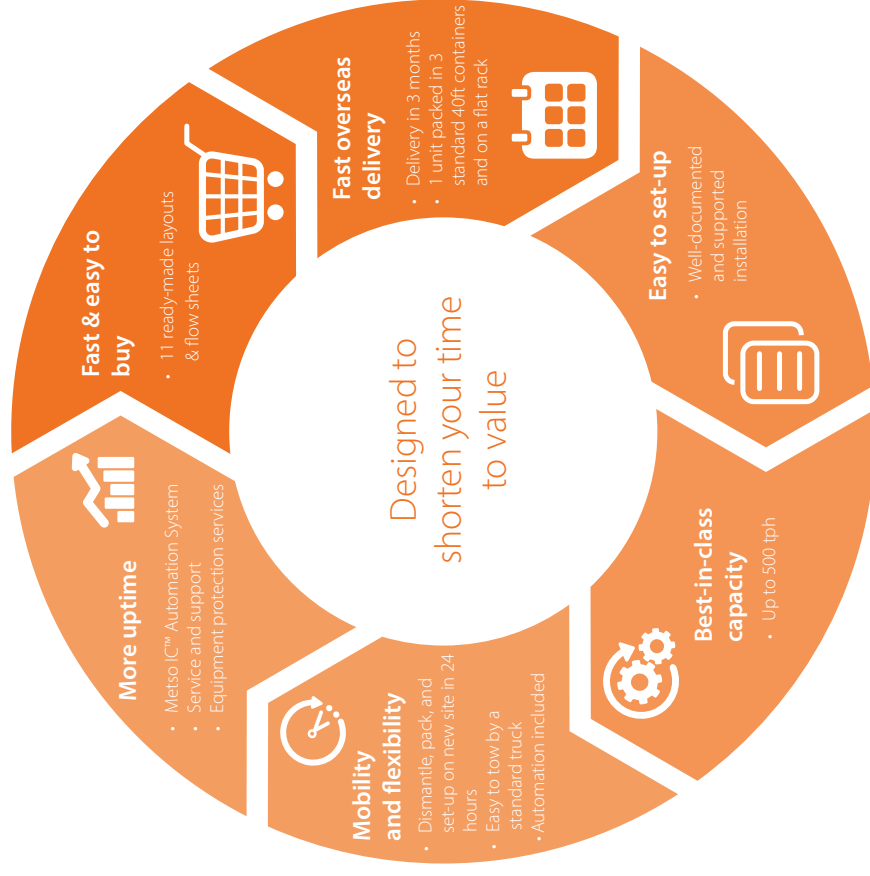 Designed to
shorten your time
to value
Fast & easy to
buy
• 11 ready-made layouts
& flow sheets
Fast overseas
delivery
• Delivery in 3 months
• 1 unit packed in 3
standard 40ft containers
and on a flat rack
Easy to set-up
• Well-documented
and supported
installation
Best-in-class
capacity
• Up to 500 tph
Mobility
and flexibility
• Dismantle, pack, and
set-up on new site in 24
hours
• Easy to tow by a
standard truck
• Automation included
More uptime
• Metso IC™ Automation System
• Service and support
• Equipment protection services